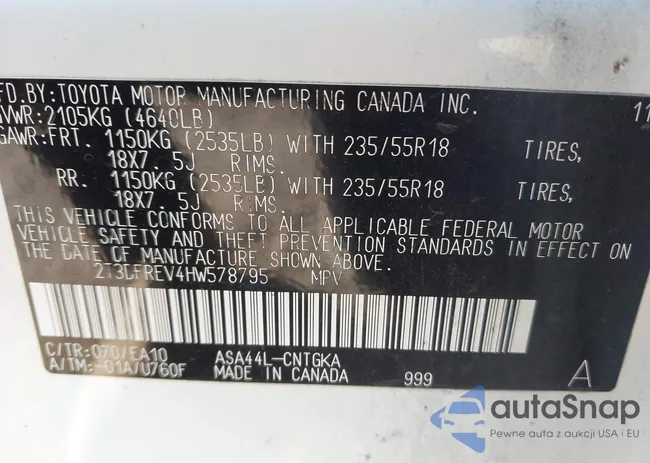 FD.BY:TOYOTA MOTOR MANUFACTURING CANADA INC. 11
VWR:2105KG (4640LB)
GAWR:FRT. 1150KG (2535LB) WITH 235/55R18 TIRES,
18X7. 5J RIMS.
RR. 1150KG (2535LB) WITH 235/55R18 TIRES,
18X7. 5J RIMS.
THIS VEHICLE CONFORMS TO ALL APPLICABLE FEDERAL MOTOR
VEHICLE SAFETY AND THEFT PREVENTION STANDARDS IN EFFECT ON
THE DATE OF MANUFACTURE SHOWN ABOVE.
2T3DFREV4HW578795 MPV
C/TR:070/EA10 ASA44L-CNTGKA
A/TM:-01A/U760F MADE IN CANADA 999 A
autaSnap
Pewne auta z aukcji USA i EU